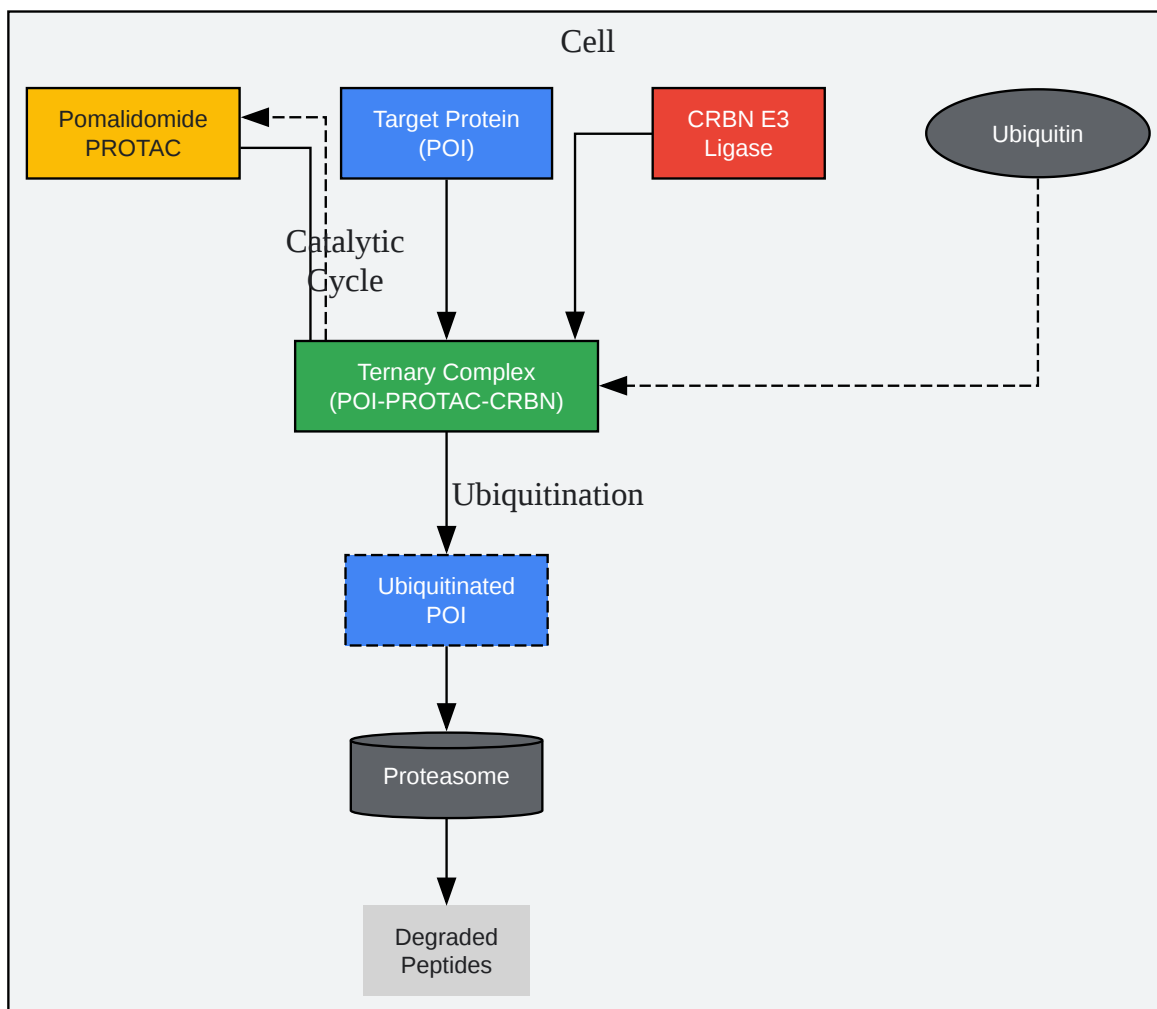 Cell
Pomalidomide
PROTAC
Target Protein
(POI)
CRBN E3
Ligase
Ubiquitin
Catalytic
Cycle
Ternary Complex
(POI-PROTAC-CRBN)
Ubiquitination
Ubiquitinated
POI
Proteasome
Degraded
Peptides